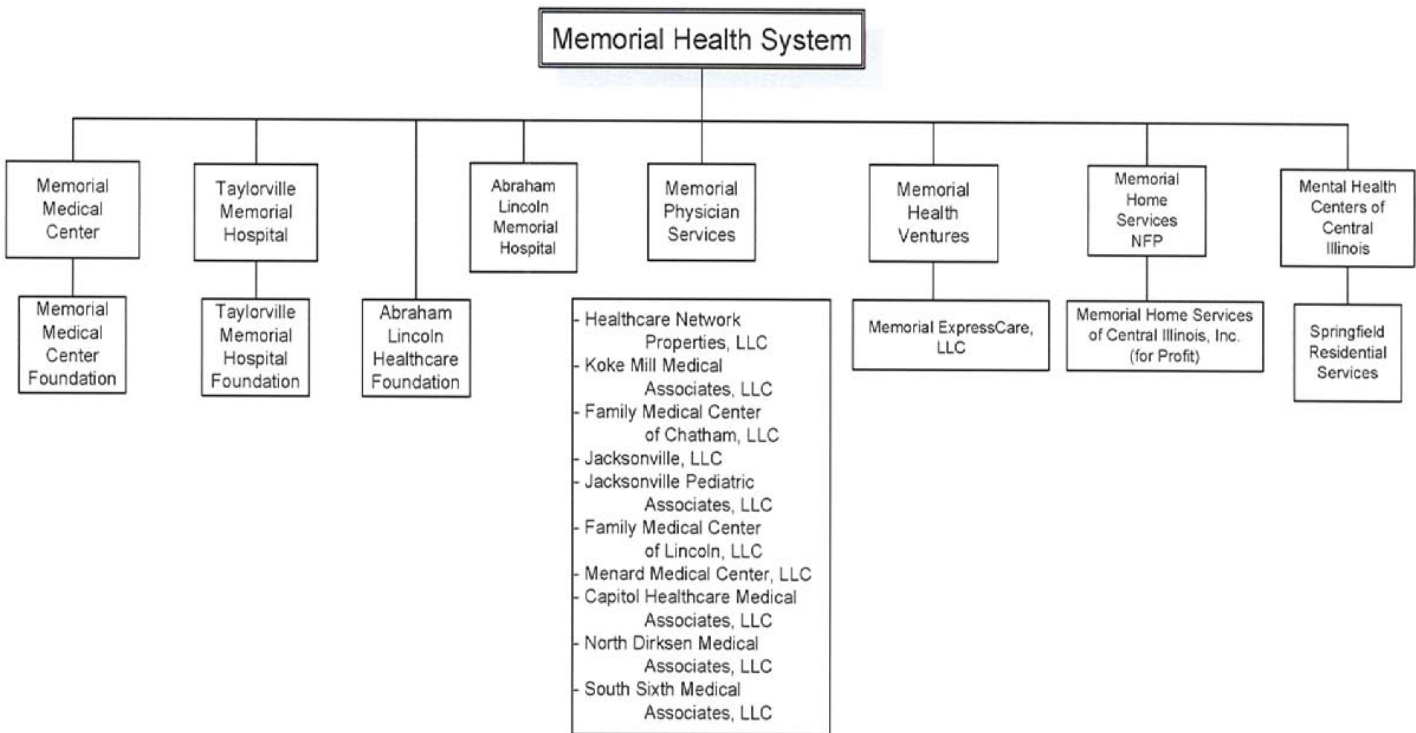 Memorial Health System
Memorial
Medical
Center
Taylorville
Memorial
Hospital
Abraham
Lincoln
Memorial
Hospital
Memorial
Physician
Services
Memorial
Health
Ventures
Memorial
Home
Services
NFP
Mental Health
Centers of
Central
Illinois
Memorial
Medical
Center
Foundation
Taylorville
Memorial
Hospital
Foundation
Abraham
Lincoln
Healthcare
Foundation
- Healthcare Network
Properties, LLC
- Koke Mill Medical
Associates, LLC
- Family Medical Center
of Chatham, LLC
- Jacksonville, LLC
- Jacksonville Pediatric
Associates, LLC
- Family Medical Center
of Lincoln, LLC
- Menard Medical Center, LLC
- Capitol Healthcare Medical
Associates, LLC
- North Dirksen Medical
Associates, LLC
- South Sixth Medical
Associates, LLC
Memorial ExpressCare,
LLC
Memorial Home Services
of Central Illinois, Inc.
(for Profit)
Springfield
Residential
Services